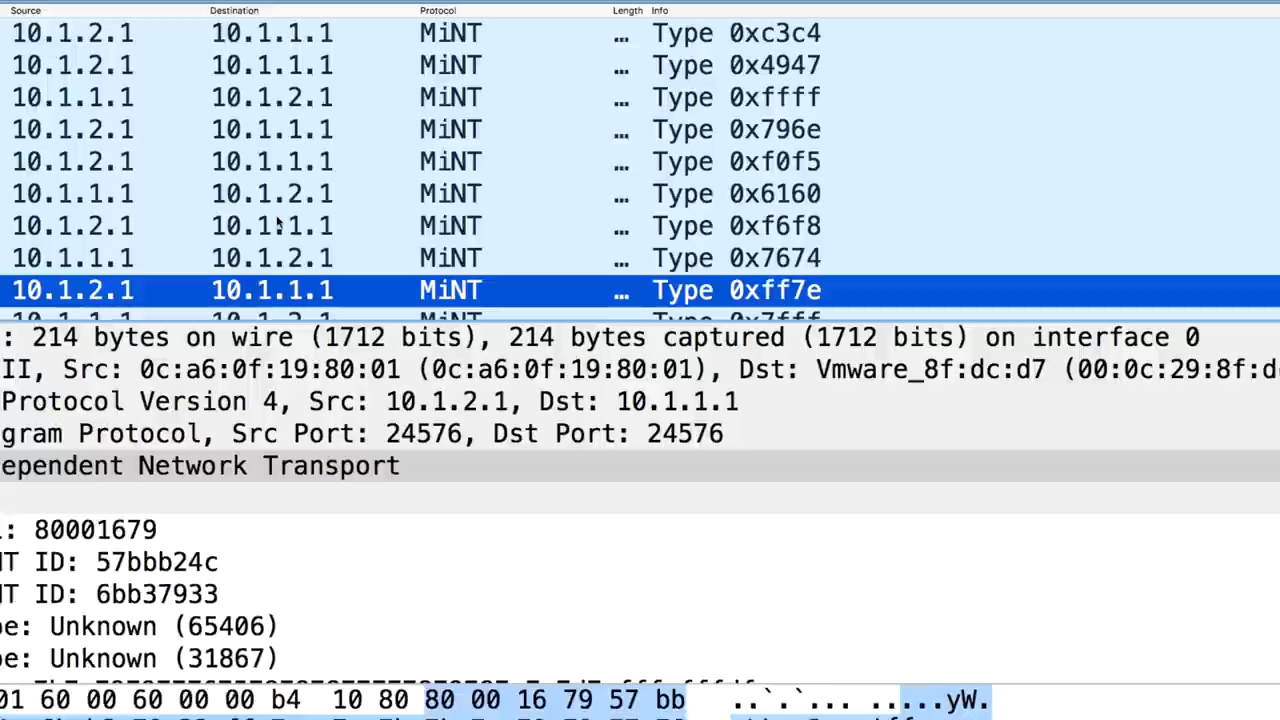 Source Destination Protocol Length Info
10.1.2.1 10.1.1.1 MiNT … Type 0xc3c4
10.1.2.1 10.1.1.1 MiNT … Type 0x4947
10.1.1.1 10.1.2.1 MiNT … Type 0xffff
10.1.2.1 10.1.1.1 MiNT … Type 0x796e
10.1.2.1 10.1.1.1 MiNT … Type 0xf0f5
10.1.1.1 10.1.2.1 MiNT … Type 0x6160
10.1.2.1 10.1.1.1 MiNT … Type 0xf6f8
10.1.1.1 10.1.2.1 MiNT … Type 0x7674
10.1.2.1 10.1.1.1 MiNT … Type 0xff7e
: 214 bytes on wire (1712 bits), 214 bytes captured (1712 bits) on interface 0
II, Src: 0c:a6:0f:19:80:01 (0c:a6:0f:19:80:01), Dst: Vmware_8f:dc:d7 (00:0c:29:8f:d
Protocol Version 4, Src: 10.1.2.1, Dst: 10.1.1.1
gram Protocol, Src Port: 24576, Dst Port: 24576
ependent Network Transport
: 80001679
T ID: 57bbb24c
T ID: 6bb37933
pe: Unknown (65406)
pe: Unknown (31867)
01 60 00 60 00 00 b4 10 80 80 00 16 79 57 bb ..`.`... .....yW.